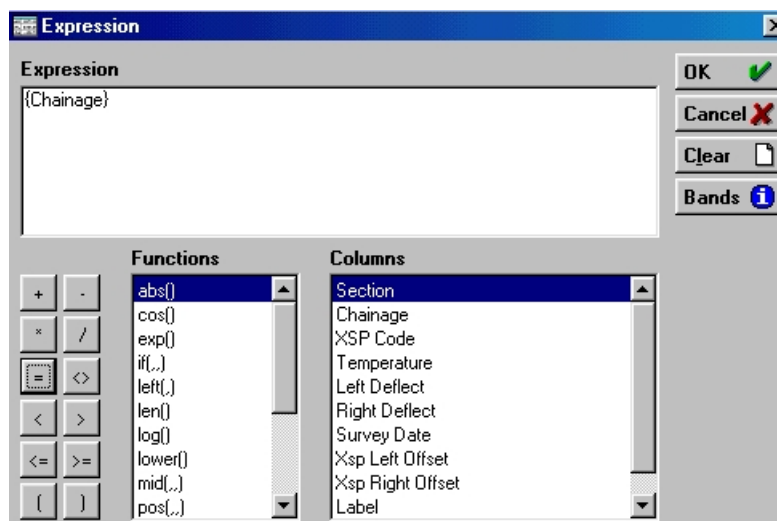 Expression
Expression
{Chainage}
OK
Cancel
Clear
Bands
Functions
Columns
+ -
* /
= <>
< >
<= >=
( )
abs()
cos()
exp()
if(,,)
left(,)
len()
log()
lower()
mid(,,)
pos(,,)
Section
Chainage
XSP Code
Temperature
Left Deflect
Right Deflect
Survey Date
Xsp Left Offset
Xsp Right Offset
Label